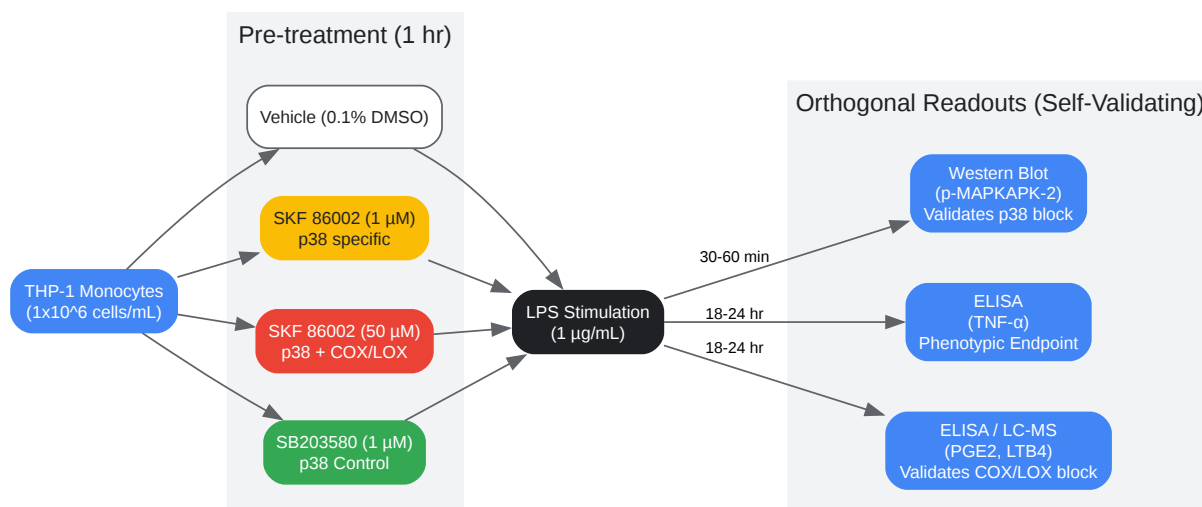 Pre-treatment (1 hr)
Vehicle (0.1% DMSO)
SKF 86002 (1 µM)
p38 specific
SKF 86002 (50 µM)
p38 + COX/LOX
SB203580 (1 µM)
p38 Control
THP-1 Monocytes
(1x10^6 cells/mL)
LPS Stimulation
(1 µg/mL)
30-60 min
18-24 hr
18-24 hr
Orthogonal Readouts (Self-Validating)
Western Blot
(p-MAPKAPK-2)
Validates p38 block
ELISA
(TNF-α)
Phenotypic Endpoint
ELISA / LC-MS
(PGE2, LTB4)
Validates COX/LOX block